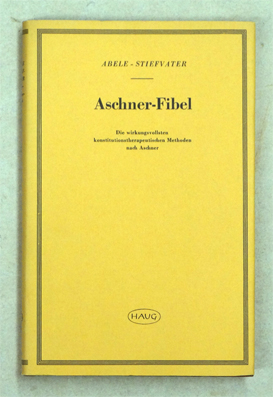 ABELE - STIEFVATER
Aschner-Fibel
Die wirkungsvollsten
konstitutionstherapeutischen Methoden
nach Aschner
HAUG